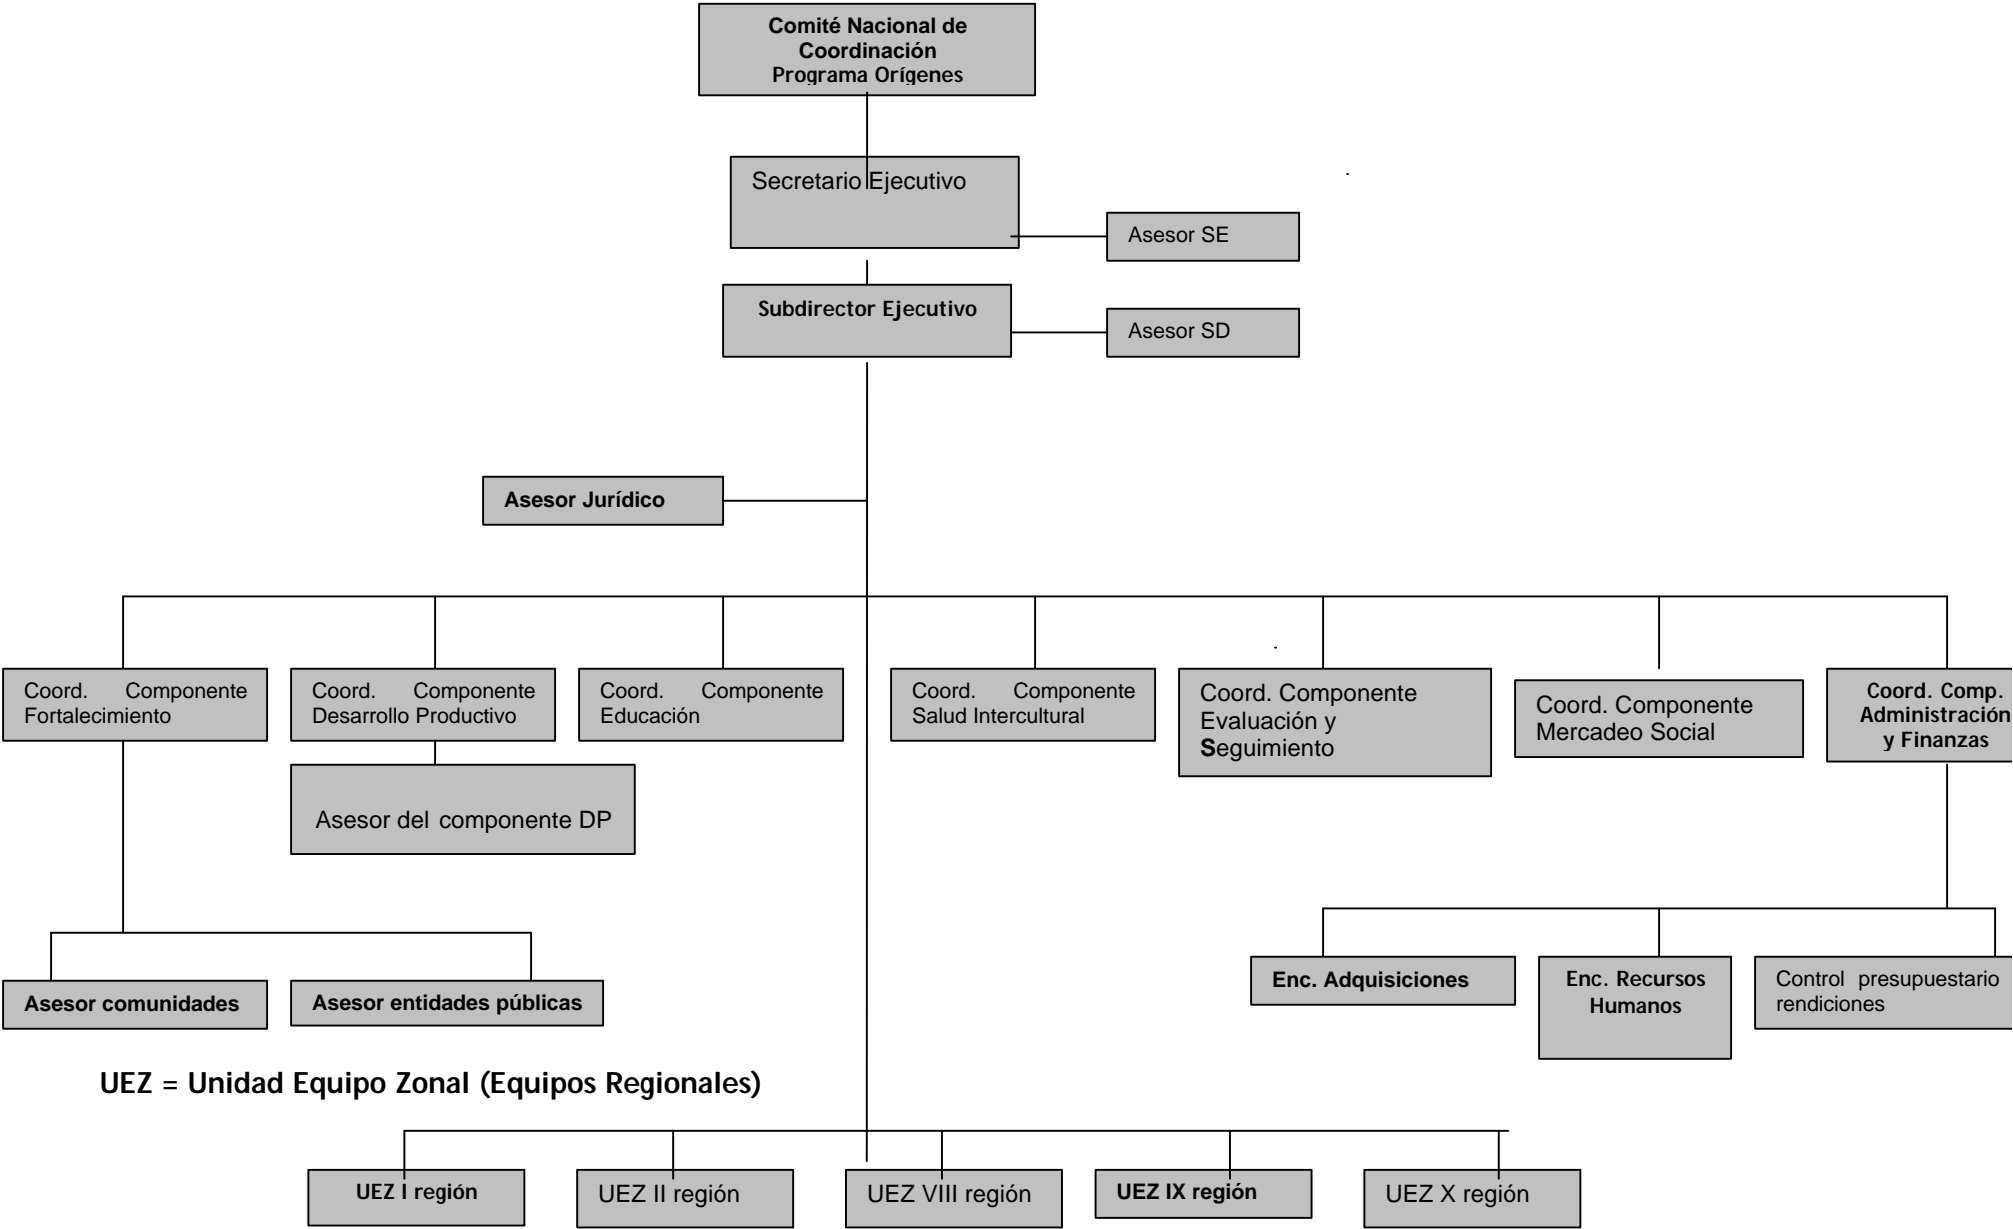 Comité Nacional de
Coordinación
Programa Orígenes
Secretario Ejecutivo
Asesor SE
Subdirector Ejecutivo
Asesor SD
Asesor Jurídico
Coord. Componente
Fortalecimiento
Coord. Componente
Desarrollo Productivo
Coord. Componente
Educación
Coord. Componente
Salud Intercultural
Coord. Componente
Evaluación y
Seguimiento
Coord. Componente
Mercadeo Social
Coord. Comp.
Administración
y Finanzas
Asesor del componente DP
Asesor comunidades
Asesor entidades públicas
Enc. Adquisiciones
Enc. Recursos
Humanos
Control presupuestario
rendiciones
UEZ = Unidad Equipo Zonal (Equipos Regionales)
UEZ I región
UEZ II región
UEZ VIII región
UEZ IX región
UEZ X región